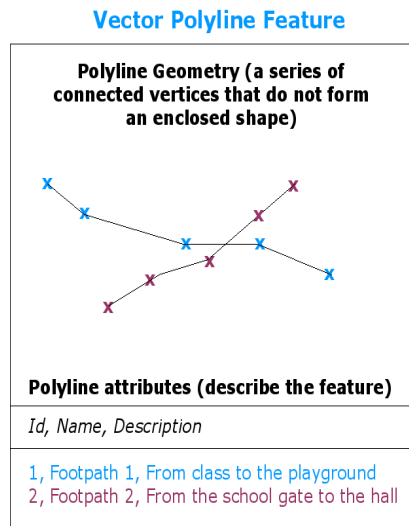 Vector Polyline Feature
Polyline Geometry (a series of
connected vertices that do not form
an enclosed shape)
x x
x x
x x x
x x
x
x
Polyline attributes (describe the feature)
Id, Name, Description
1, Footpath 1, From class to the playground
2, Footpath 2, From the school gate to the hall